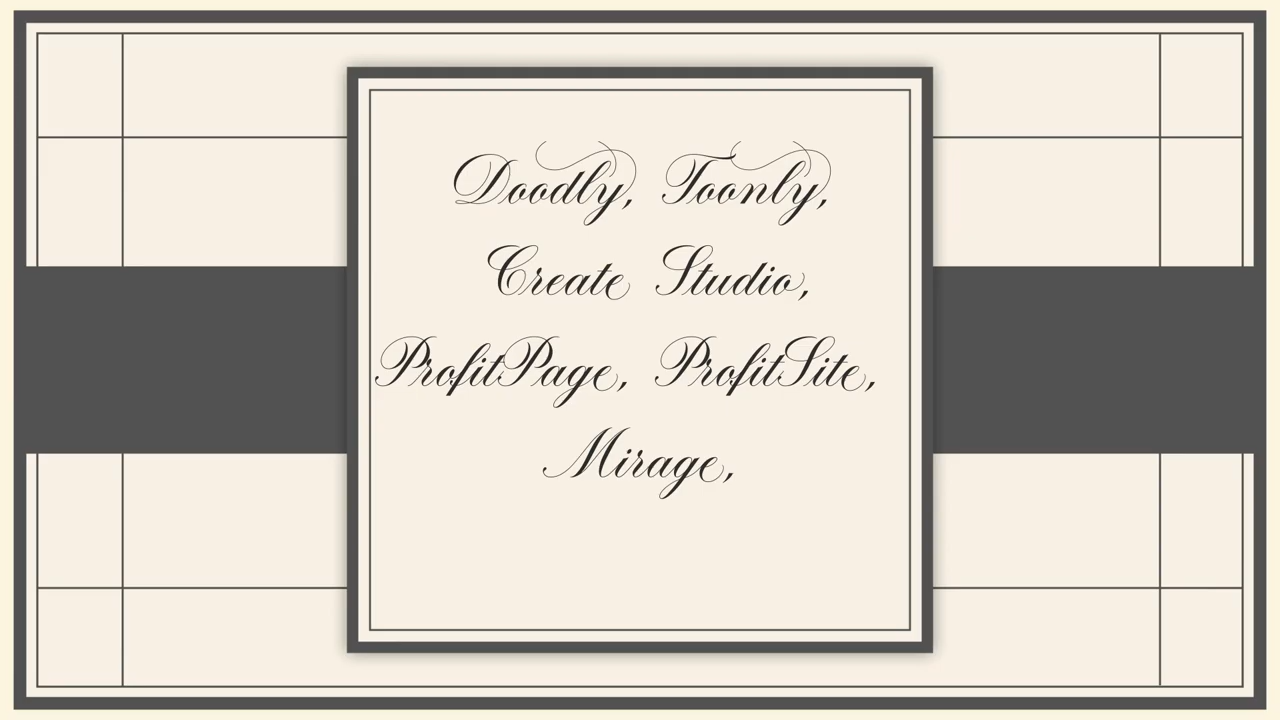 Doodly, Toonly,
Create Studio,
ProfitPage, ProfitSite,
Mirage,